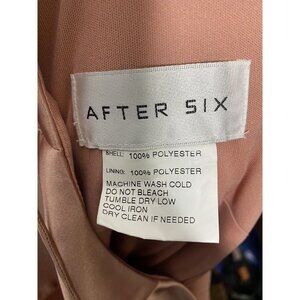 AFTER SIX
SHELL: 100% POLYESTER
LINING: 100% POLYESTER
MACHINE WASH COLD
DO NOT BLEACH
TUMBLE DRY LOW
COOL IRON
DRY CLEAN IF NEEDED